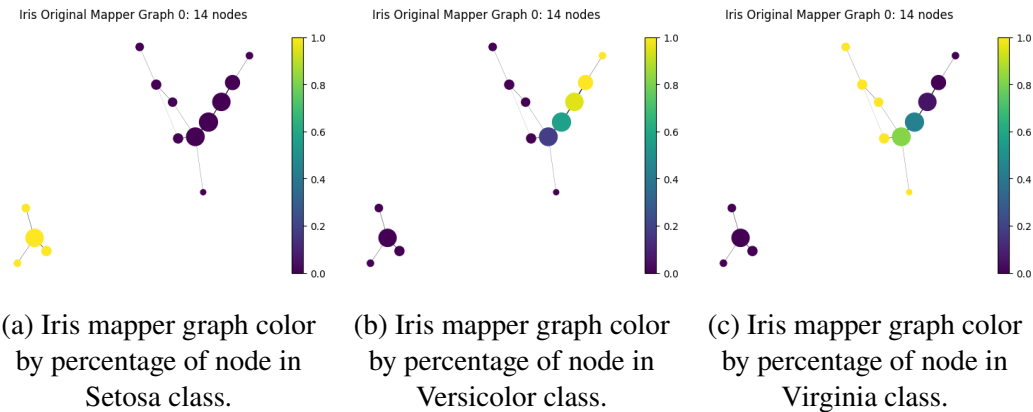 Iris Original Mapper Graph 0: 14 nodes
1.0
0.8
0.6
0.4
0.2
0.0
(a) Iris mapper graph color
by percentage of node in
Setosa class.
Iris Original Mapper Graph 0: 14 nodes
1.0
0.8
0.6
0.4
0.2
0.0
(b) Iris mapper graph color
by percentage of node in
Versicolor class.
Iris Original Mapper Graph 0: 14 nodes
1.0
0.8
0.6
0.4
0.2
0.0
(c) Iris mapper graph color
by percentage of node in
Virginia class.